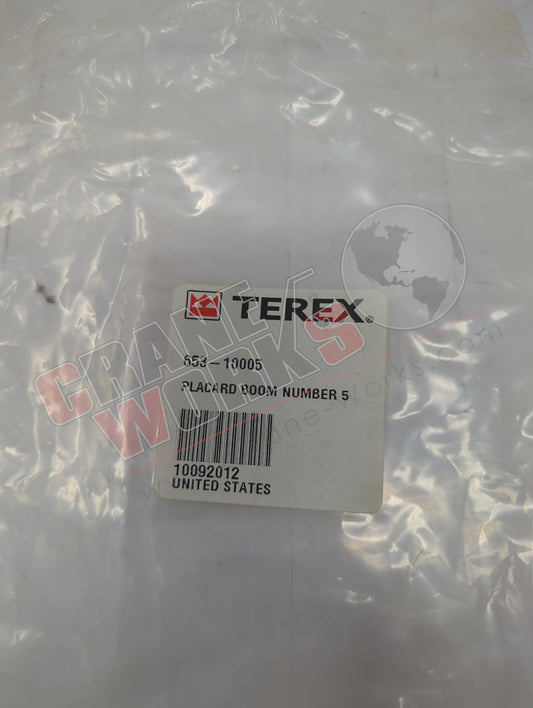 TEREX®
653-10005
PLACARD BOOM NUMBER 5
10092012
UNITED STATES
CRANE
WORKS